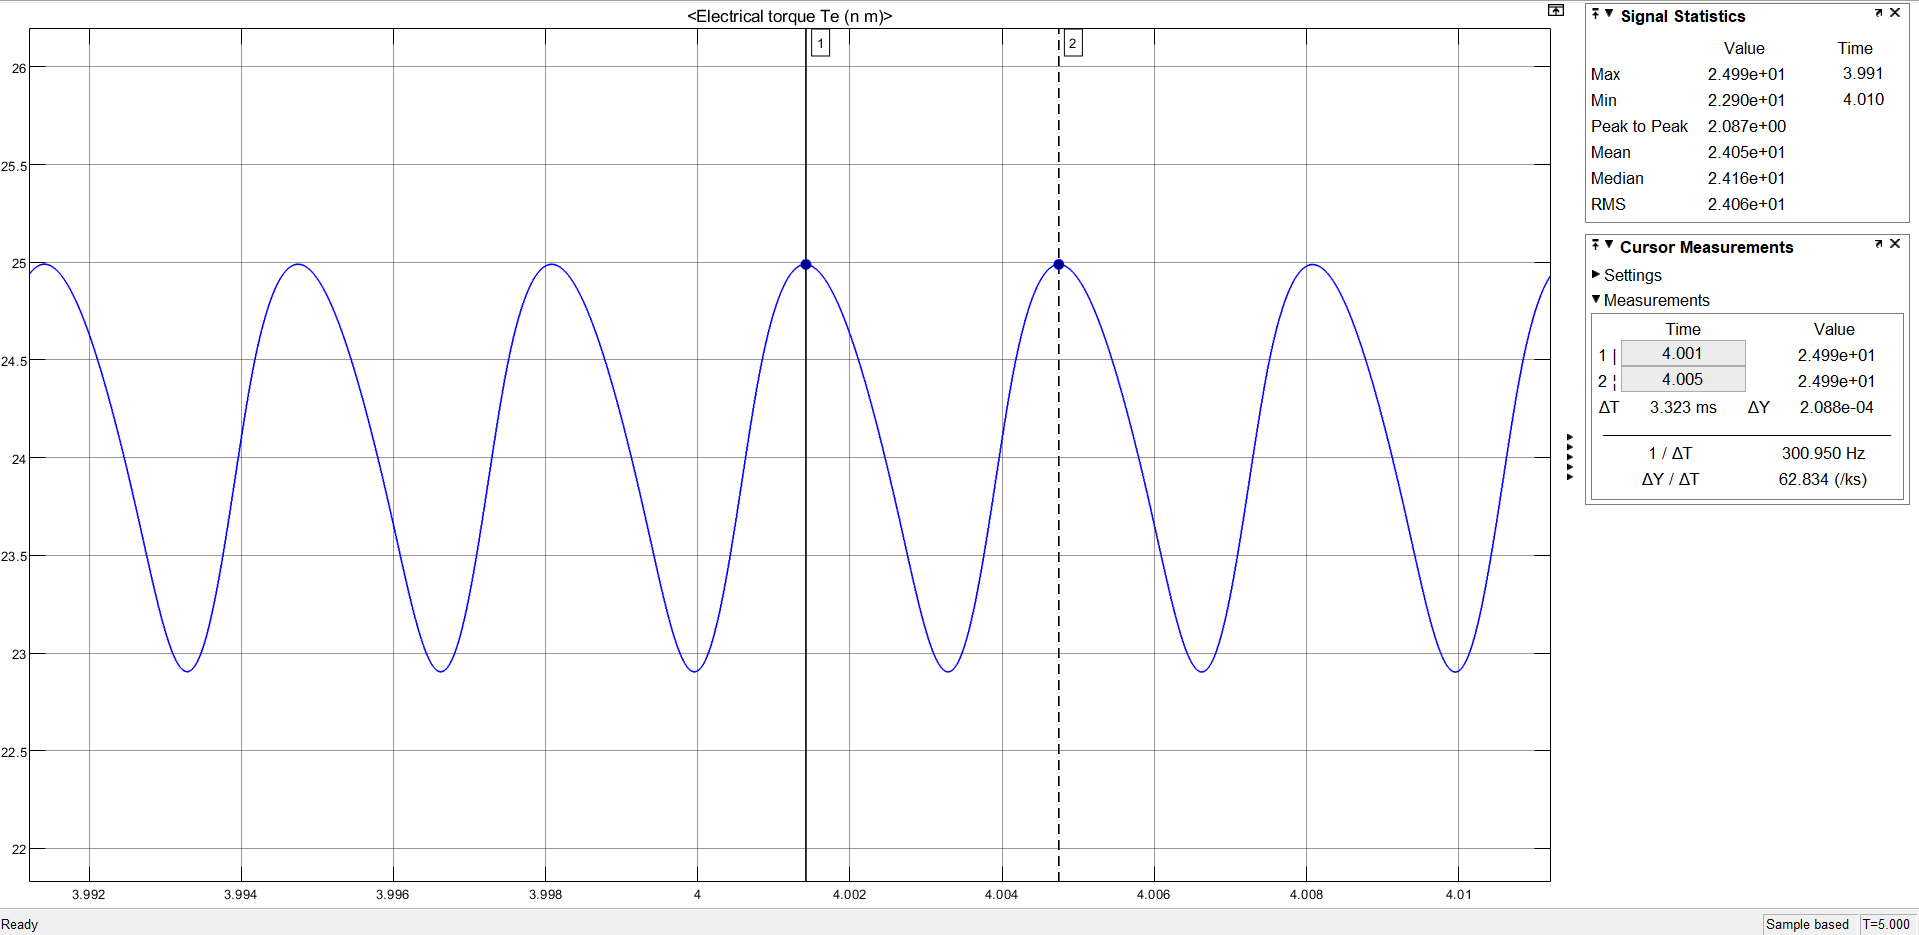 <Electrical torque Te (n m)>
1
2
26
25.5
25
24.5
24
23.5
23
22.5
22
3.992
3.994
3.996
3.998
4
4.002
4.004
4.006
4.008
4.01
Signal Statistics
Value Time
Max 2.499e+01 3.991
Min 2.290e+01 4.010
Peak to Peak 2.087e+00
Mean 2.405e+01
Median 2.416e+01
RMS 2.406e+01
Cursor Measurements
Settings
Measurements
Time Value
1 | 4.001 2.499e+01
2 ¦ 4.005 2.499e+01
ΔT 3.323 ms ΔY 2.088e-04
1 / ΔT 300.950 Hz
ΔY / ΔT 62.834 (/ks)
Ready
Sample based T=5.000